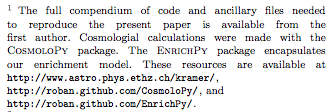 1 The full compendium of code and ancillary files needed
to reproduce the present paper is available from the
first author. Cosmologial calculations were made with the
CosmoloPy package. The EnrichPy package encapsulates
our enrichment model. These resources are available at
http://www.astro.phys.ethz.ch/kramer/,
http://roban.github.com/CosmoloPy/, and
http://roban.github.com/EnrichPy/.